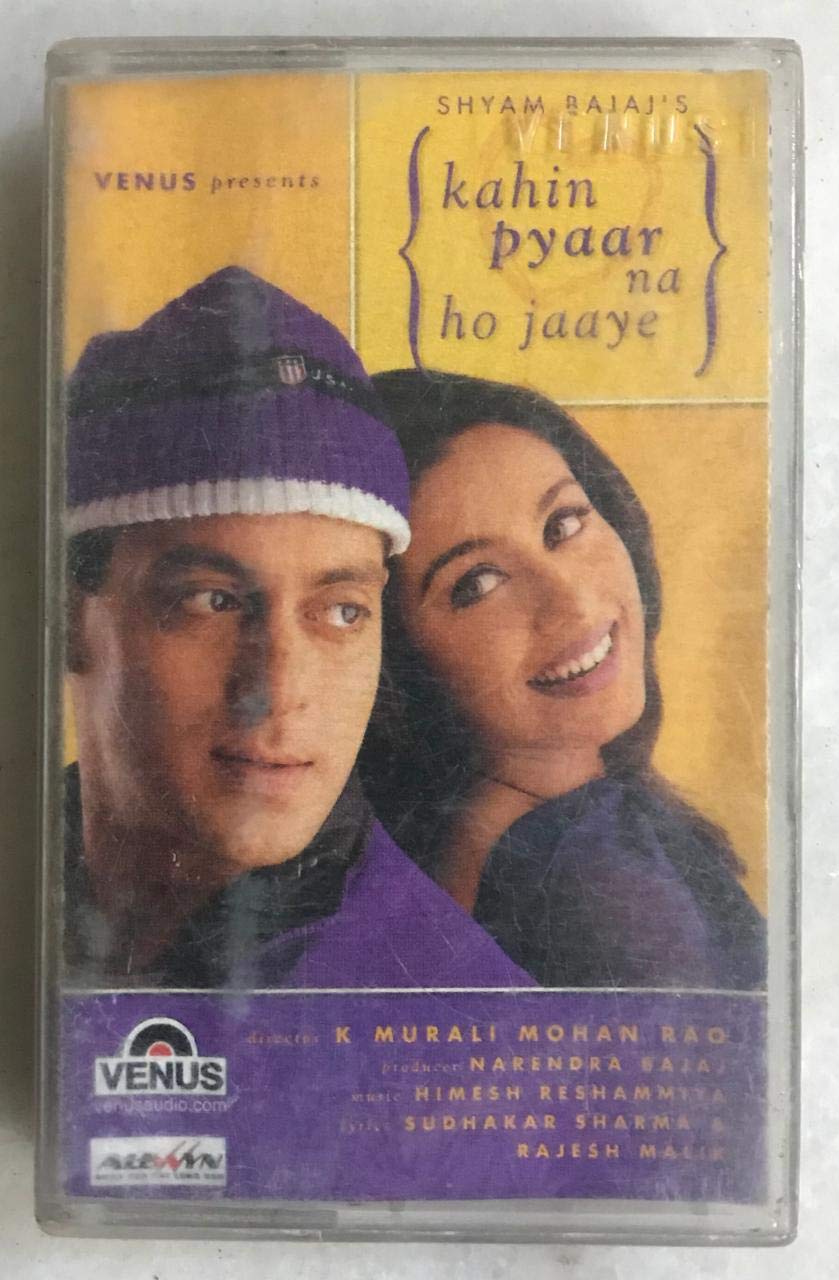 SHYAM BAJAJ'S
VENUS
VENUS presents
kahin
pyaar
na
ho jaaye
director K MURALI MOHAN RAO
producer NARENDRA BAJAJ
music HIMESH RESHAMMIYA
lyrics SUDHAKAR SHARMA &
RAJESH MALIK
VENUS
venusaudio.com